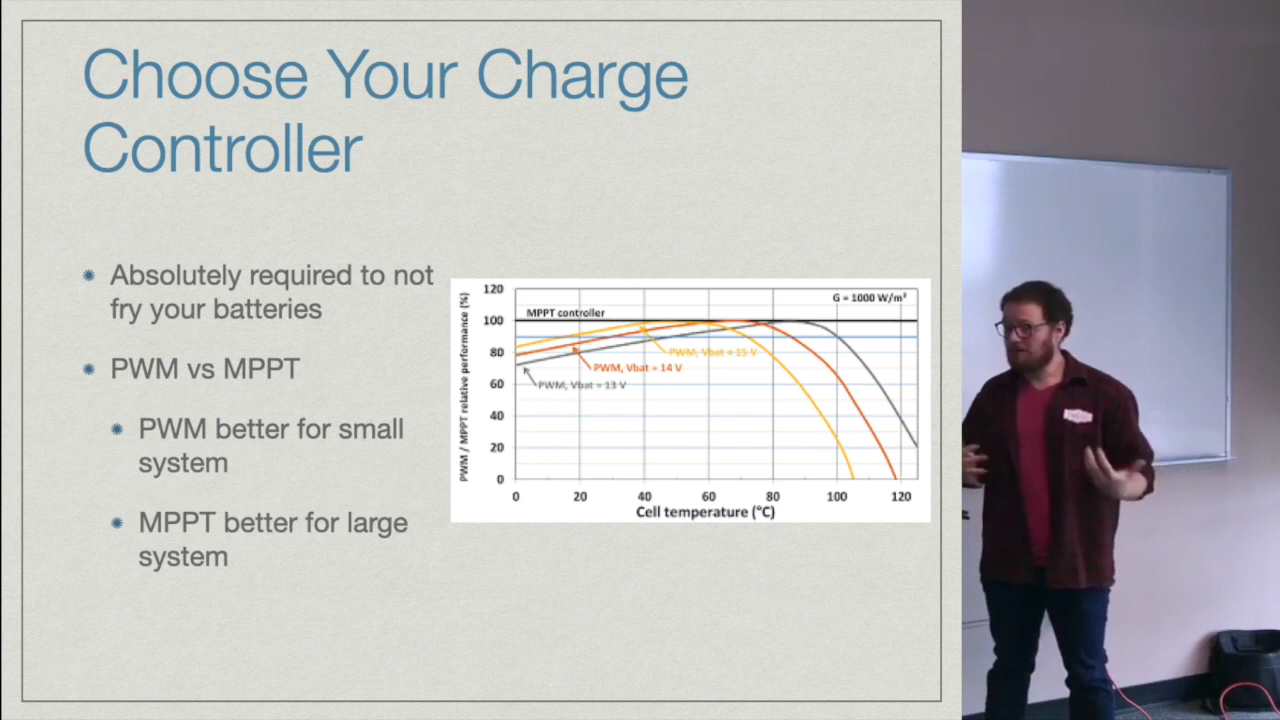 Choose Your Charge
Controller
Absolutely required to not
fry your batteries
PWM vs MPPT
PWM better for small
system
MPPT better for large
system
PWM / MPPT relative performance (%)
120
100
80
60
40
20
0
MPPT controller
G = 1000 W/m²
PWM, Vbat = 15 V
PWM, Vbat = 14 V
PWM, Vbat = 13 V
0 20 40 60 80 100 120
Cell temperature (°C)